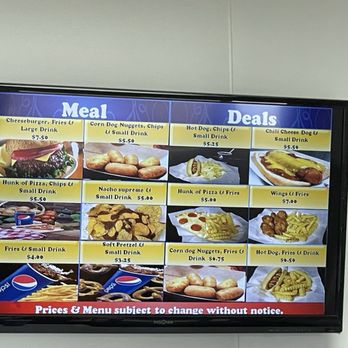 Meal Deals
Cheeseburger, Fries &
Large Drink
$7.50
Corn Dog Nuggets, Chips
& Small Drink
$5.50
Hot Dog, Chips &
Small Drink
$5.25
Chili Cheese Dog &
Small Drink
$5.50
Hunk of Pizza, Chips &
Small Drink
$5.50
Nacho supreme &
Small Drink $5.00
Hunk of Pizza & Fries
$5.00
Wings & Fries
$7.00
Fries & Small Drink
$4.00
Soft Pretzel &
Small Drink
$3.25
Corn dog Nuggets, Fries &
Drink $6.75
Hot Dog, Fries & Drink
$6.50
pepsi
pepsi
Prices & Menu subject to change without notice.